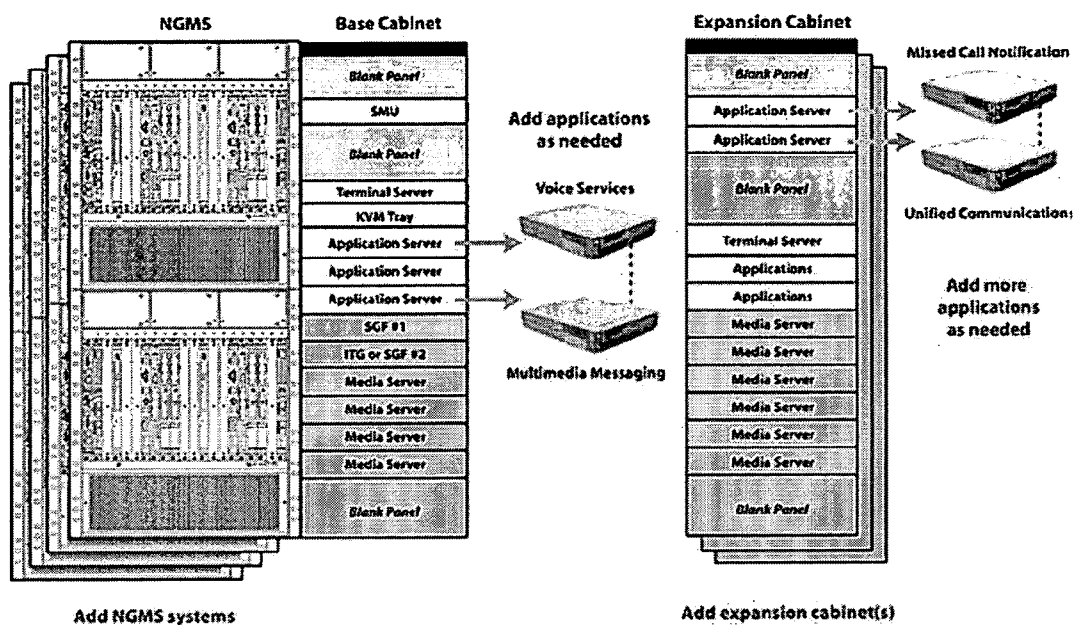 NGMS
Base Cabinet
Blank Panel
SMU
Blank Panel
Terminal Server
KVM Tray
Application Server
Application Server
Application Server
SGF #1
ITG or SGF #2
Media Server
Media Server
Media Server
Media Server
Blank Panel
Add NGMS systems
Add applications
as needed
Voice Services
Multimedia Messaging
Expansion Cabinet
Blank Panel
Application Server
Application Server
Blank Panel
Terminal Server
Applications
Applications
Media Server
Media Server
Media Server
Media Server
Media Server
Media Server
Blank Panel
Add expansion cabinet(s)
Missed Call Notification
Unified Communications
Add more
applications
as needed